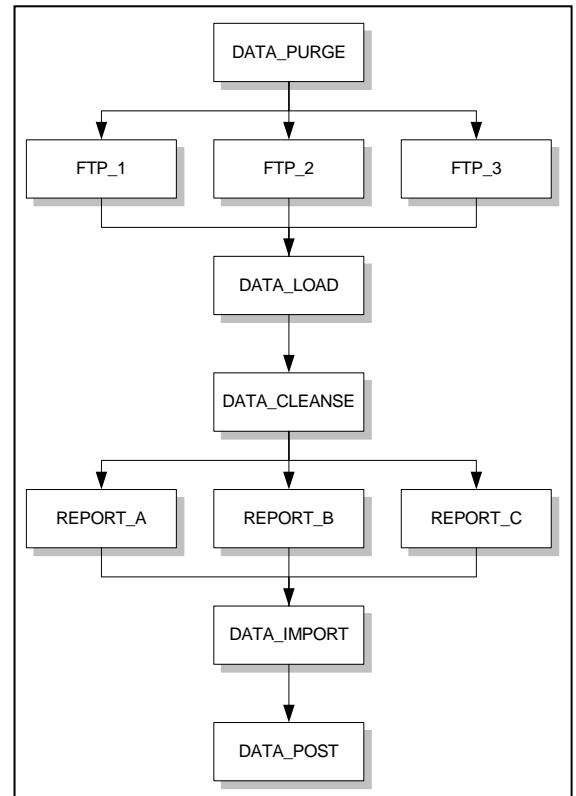 DATA_PURGE
FTP_1
FTP_2
FTP_3
DATA_LOAD
DATA_CLEANSE
REPORT_A
REPORT_B
REPORT_C
DATA_IMPORT
DATA_POST